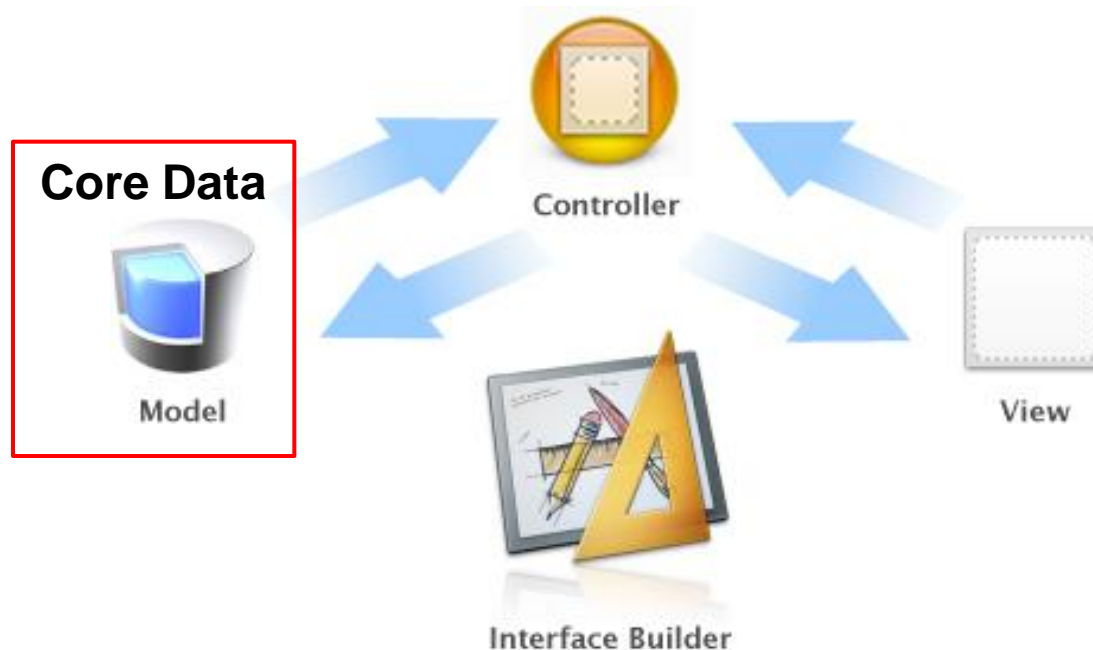 Controller
Core Data
Model
View
Interface Builder